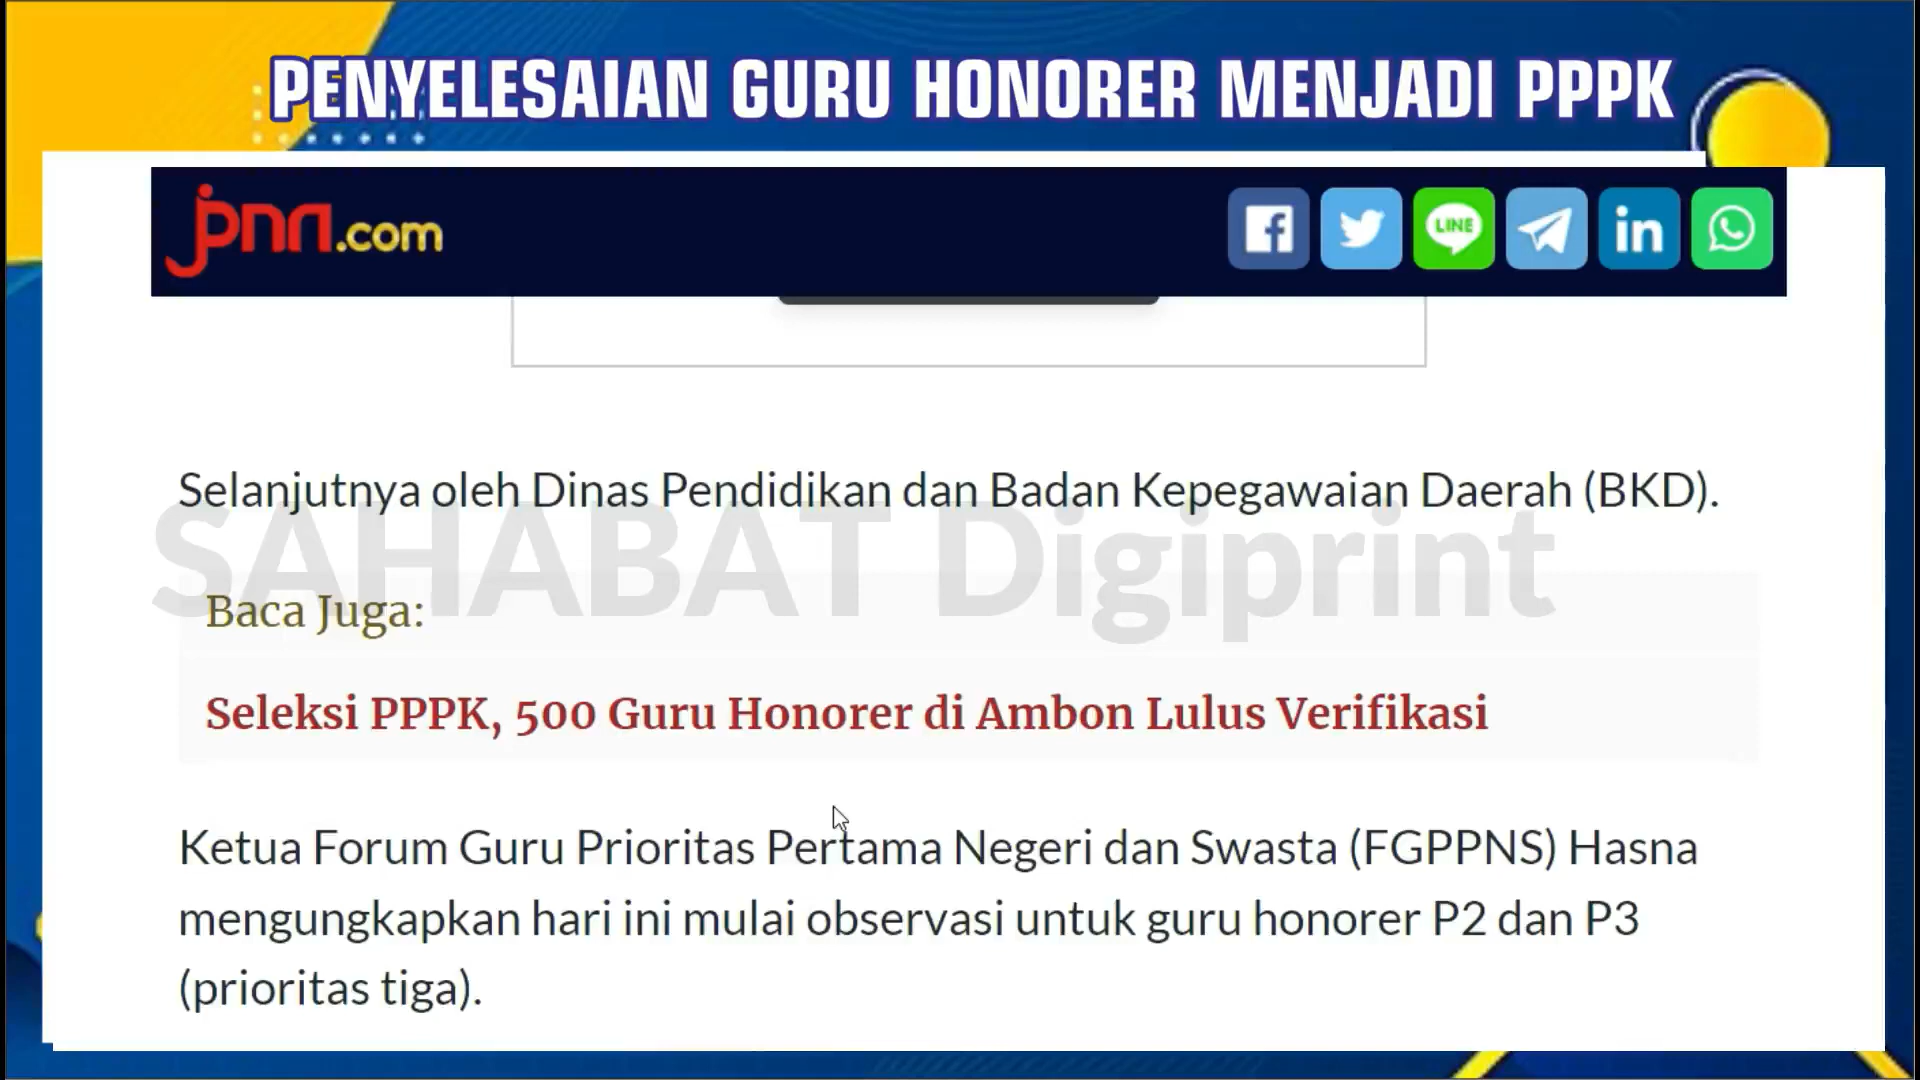 PENYELESAIAN GURU HONORER MENJADI PPPK
jpnn.com
LINE
in
Selanjutnya oleh Dinas Pendidikan dan Badan Kepegawaian Daerah (BKD).
SAHABAT Digiprint
Baca Juga:
Seleksi PPPK, 500 Guru Honorer di Ambon Lulus Verifikasi
Ketua Forum Guru Prioritas Pertama Negeri dan Swasta (FGPPNS) Hasna
mengungkapkan hari ini mulai observasi untuk guru honorer P2 dan P3
(prioritas tiga).